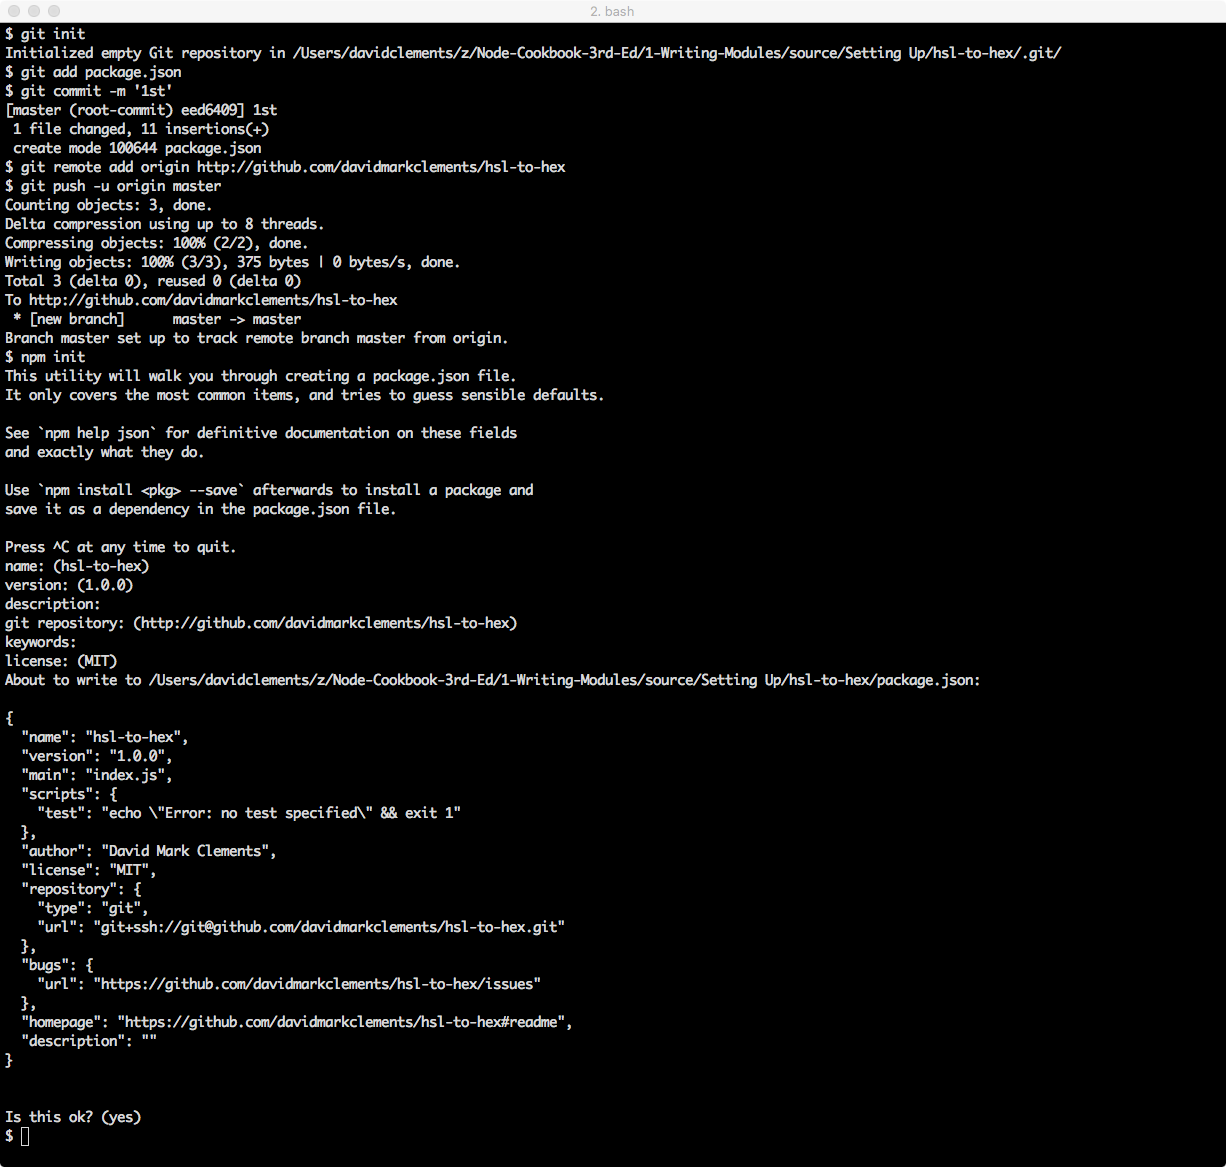 2. bash
$ git init
Initialized empty Git repository in /Users/davidclements/z/Node-Cookbook-3rd-Ed/1-Writing-Modules/source/Setting Up/hsl-to-hex/.git/
$ git add package.json
$ git commit -m '1st'
[master (root-commit) eed6409] 1st
 1 file changed, 11 insertions(+)
 create mode 100644 package.json
$ git remote add origin http://github.com/davidmarkclements/hsl-to-hex
$ git push -u origin master
Counting objects: 3, done.
Delta compression using up to 8 threads.
Compressing objects: 100% (2/2), done.
Writing objects: 100% (3/3), 375 bytes | 0 bytes/s, done.
Total 3 (delta 0), reused 0 (delta 0)
To http://github.com/davidmarkclements/hsl-to-hex
 * [new branch]      master -> master
Branch master set up to track remote branch master from origin.
$ npm init
This utility will walk you through creating a package.json file.
It only covers the most common items, and tries to guess sensible defaults.

See `npm help json` for definitive documentation on these fields
and exactly what they do.

Use `npm install <pkg> --save` afterwards to install a package and
save it as a dependency in the package.json file.

Press ^C at any time to quit.
name: (hsl-to-hex)
version: (1.0.0)
description:
git repository: (http://github.com/davidmarkclements/hsl-to-hex)
keywords:
license: (MIT)
About to write to /Users/davidclements/z/Node-Cookbook-3rd-Ed/1-Writing-Modules/source/Setting Up/hsl-to-hex/package.json:

{
  "name": "hsl-to-hex",
  "version": "1.0.0",
  "main": "index.js",
  "scripts": {
    "test": "echo \"Error: no test specified\" && exit 1"
  },
  "author": "David Mark Clements",
  "license": "MIT",
  "repository": {
    "type": "git",
    "url": "git+ssh://git@github.com/davidmarkclements/hsl-to-hex.git"
  },
  "bugs": {
    "url": "https://github.com/davidmarkclements/hsl-to-hex/issues"
  },
  "homepage": "https://github.com/davidmarkclements/hsl-to-hex#readme",
  "description": ""
}

Is this ok? (yes)
$